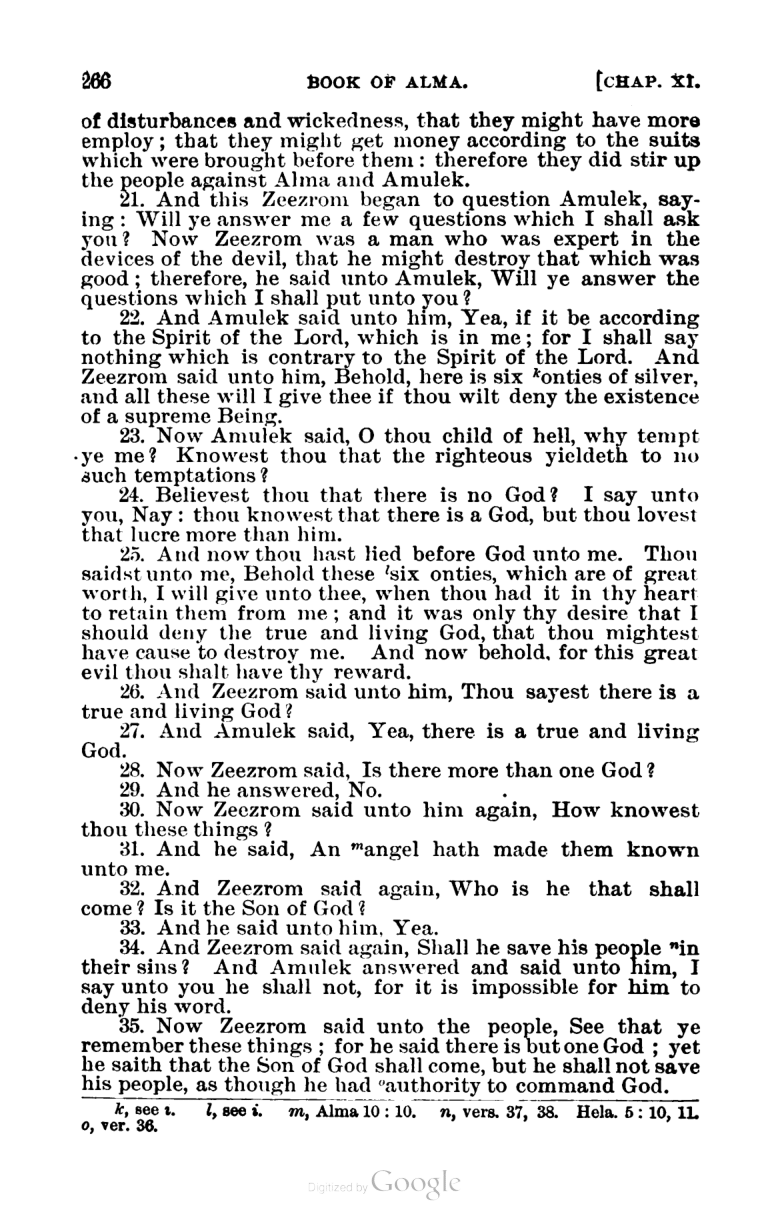 266 BOOK OF ALMA. [CHAP. XI.
of disturbances and wickedness, that they might have more
employ; that they might get money according to the suits
which were brought before them: therefore they did stir up
the people against Alma and Amulek.
21. And this Zeezrom began to question Amulek, say-
ing: Will ye answer me a few questions which I shall ask
you? Now Zeezrom was a man who was expert in the
devices of the devil, that he might destroy that which was
good; therefore, he said unto Amulek, Will ye answer the
questions which I shall put unto you?
22. And Amulek said unto him, Yea, if it be according
to the Spirit of the Lord, which is in me; for I shall say
nothing which is contrary to the Spirit of the Lord. And
Zeezrom said unto him, Behold, here is six konties of silver,
and all these will I give thee if thou wilt deny the existence
of a supreme Being.
23. Now Amulek said, O thou child of hell, why tempt
ye me? Knowest thou that the righteous yieldeth to no
such temptations?
24. Believest thou that there is no God? I say unto
you, Nay: thou knowest that there is a God, but thou lovest
that lucre more than him.
25. And now thou hast lied before God unto me. Thou
saidst unto me, Behold these lsix onties, which are of great
worth, I will give unto thee, when thou had it in thy heart
to retain them from me; and it was only thy desire that I
should deny the true and living God, that thou mightest
have cause to destroy me. And now behold, for this great
evil thou shalt have thy reward.
26. And Zeezrom said unto him, Thou sayest there is a
true and living God?
27. And Amulek said, Yea, there is a true and living
God.
28. Now Zeezrom said, Is there more than one God?
29. And he answered, No.
30. Now Zeezrom said unto him again, How knowest
thou these things?
31. And he said, An mangel hath made them known
unto me.
32. And Zeezrom said again, Who is he that shall
come? Is it the Son of God?
33. And he said unto him, Yea.
34. And Zeezrom said again, Shall he save his people nin
their sins? And Amulek answered and said unto him, I
say unto you he shall not, for it is impossible for him to
deny his word.
35. Now Zeezrom said unto the people, See that ye
remember these things; for he said there is but one God; yet
he saith that the Son of God shall come, but he shall not save
his people, as though he had oauthority to command God.
k, see i. l, see i. m, Alma 10:10. n, vers. 37, 38. Hela. 5:10, 11.
o, ver. 36.
Digitized by Google